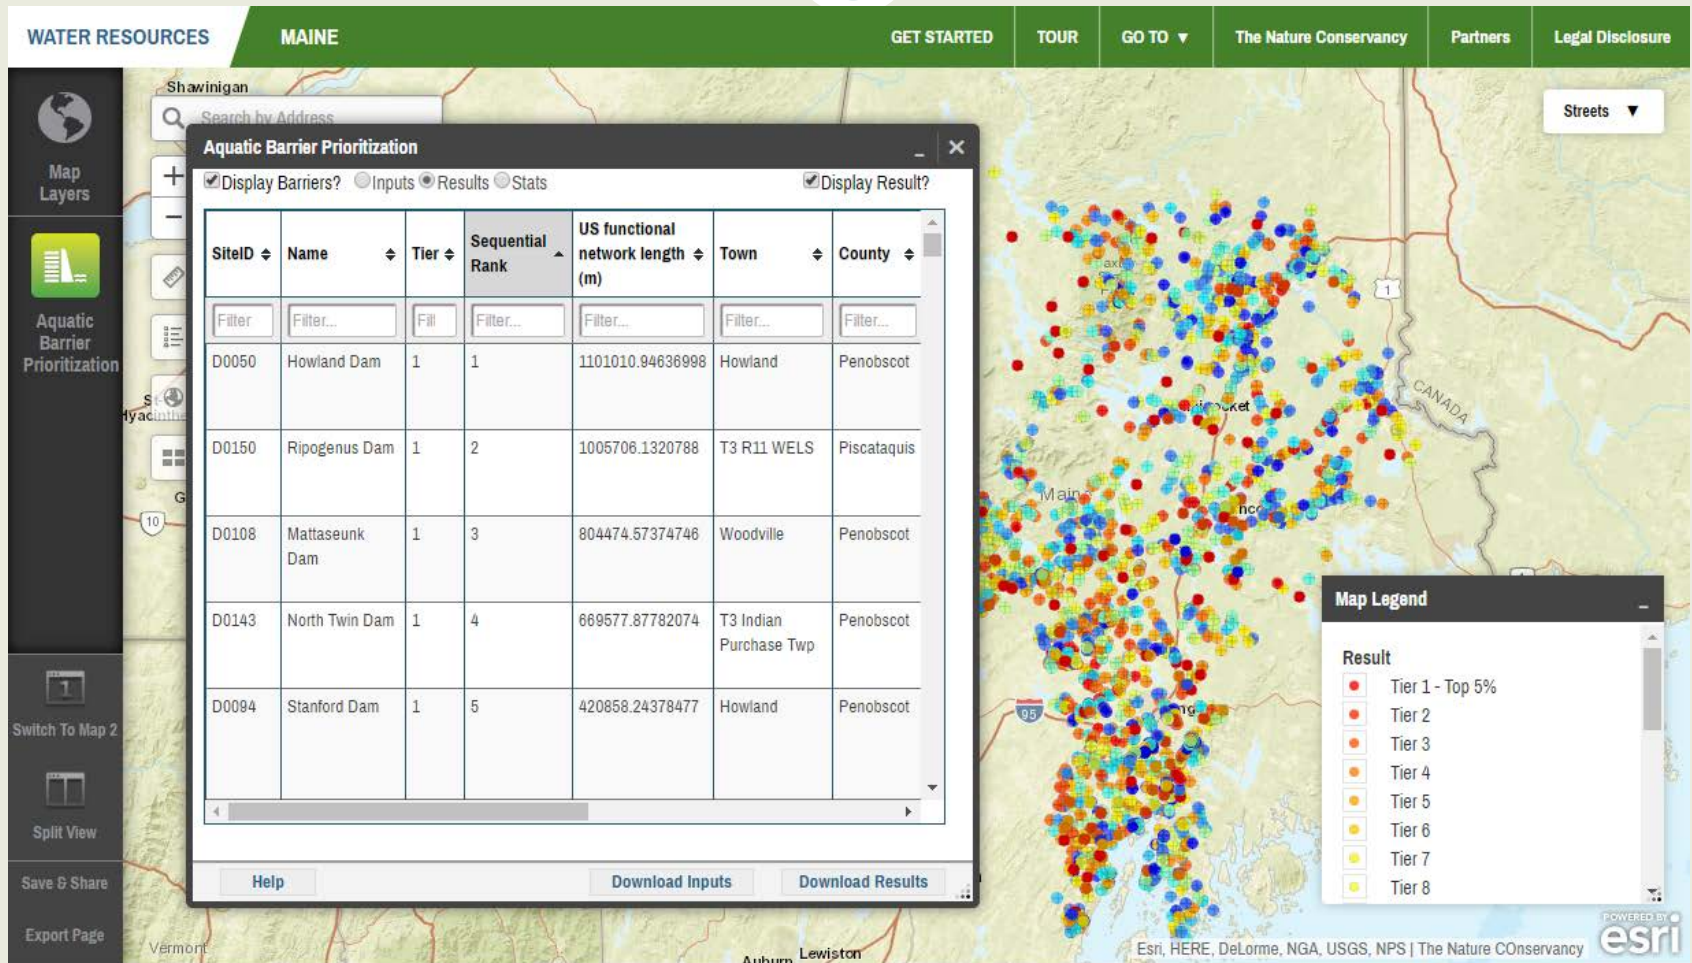 WATER RESOURCES
MAINE
GET STARTED
TOUR
GO TO ▼
The Nature Conservancy
Partners
Legal Disclosure
Map
Layers
Aquatic
Barrier
Prioritization
Switch To Map 2
Split View
Save & Share
Export Page
Shawinigan
Search by Address
Streets ▼
Aquatic Barrier Prioritization
Display Barriers? Inputs Results Stats
Display Result?
SiteID
Name
Tier
Sequential
Rank
US functional
network length
(m)
Town
County
Filter
Filter...
Fill
Filter...
Filter...
Filter...
Filter...
D0050 Howland Dam 1 1 1101010.94636998 Howland Penobscot
D0150 Ripogenus Dam 1 2 1005706.1320788 T3 R11 WELS Piscataquis
D0108 Mattaseunk
Dam 1 3 804474.57374746 Woodville Penobscot
D0143 North Twin Dam 1 4 669577.87782074 T3 Indian
Purchase Twp Penobscot
D0094 Stanford Dam 1 5 420858.24378477 Howland Penobscot
Help
Download Inputs
Download Results
10
1
CANADA
Maine
95
Vermont
Auburn
Lewiston
Map Legend
Result
Tier 1 - Top 5%
Tier 2
Tier 3
Tier 4
Tier 5
Tier 6
Tier 7
Tier 8
Esri, HERE, DeLorme, NGA, USGS, NPS | The Nature COnservancy
POWERED BY
esri